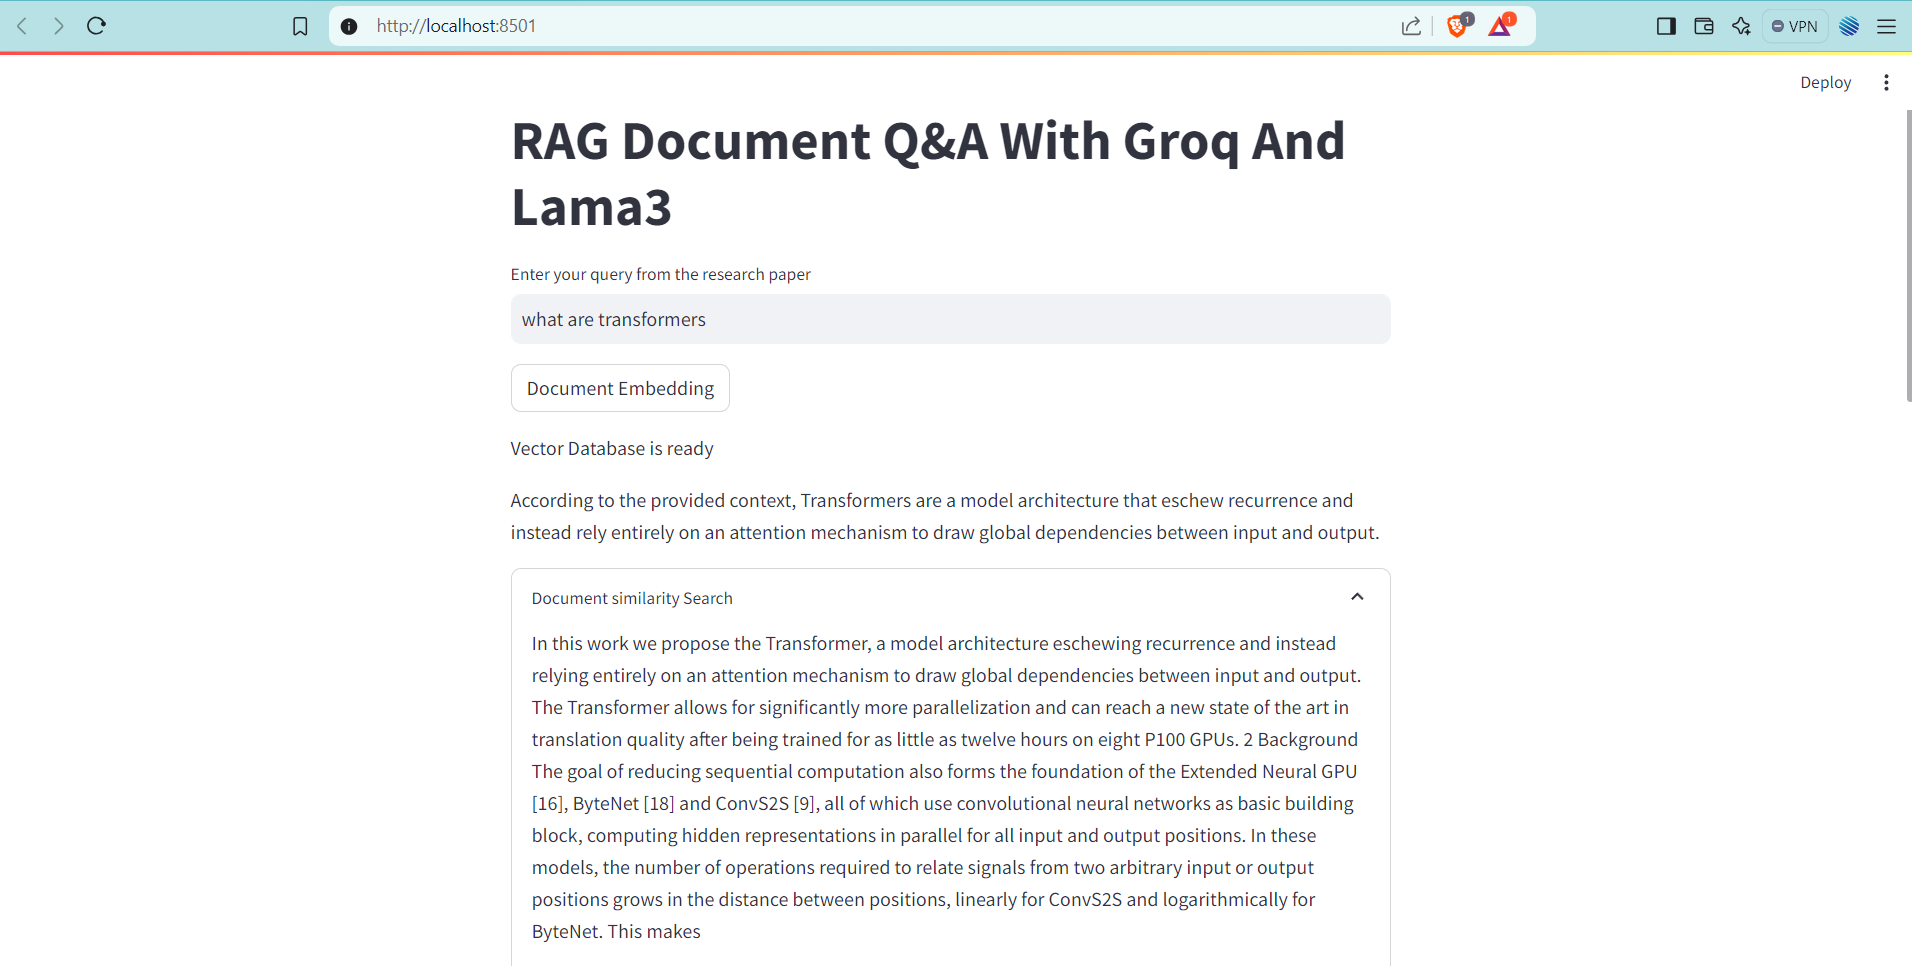 http://localhost:8501
1
1
VPN
Deploy
RAG Document Q&A With Groq And
Lama3
Enter your query from the research paper
what are transformers
Document Embedding
Vector Database is ready
According to the provided context, Transformers are a model architecture that eschew recurrence and
instead rely entirely on an attention mechanism to draw global dependencies between input and output.
Document similarity Search
In this work we propose the Transformer, a model architecture eschewing recurrence and instead
relying entirely on an attention mechanism to draw global dependencies between input and output.
The Transformer allows for significantly more parallelization and can reach a new state of the art in
translation quality after being trained for as little as twelve hours on eight P100 GPUs. 2 Background
The goal of reducing sequential computation also forms the foundation of the Extended Neural GPU
[16], ByteNet [18] and ConvS2S [9], all of which use convolutional neural networks as basic building
block, computing hidden representations in parallel for all input and output positions. In these
models, the number of operations required to relate signals from two arbitrary input or output
positions grows in the distance between positions, linearly for ConvS2S and logarithmically for
ByteNet. This makes